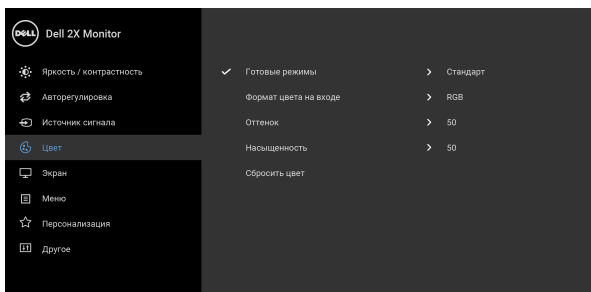 DELL Dell 2X Monitor
Яркость / контрастность
Готовые режимы
Стандарт
Авторегулировка
Формат цвета на входе
RGB
Источник сигнала
Оттенок
50
Цвет
Насыщенность
50
Экран
Сбросить цвет
Меню
Персонализация
Другое